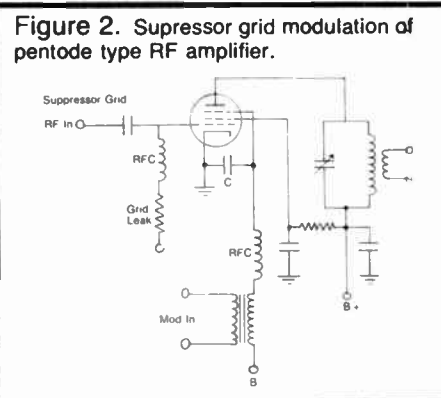 Figure 2. Supressor grid modulation of
pentode type RF amplifier.
Suppressor Grid
RF In
RFC
C
Grid
Leak
C
RFC
Mod In
B +
B